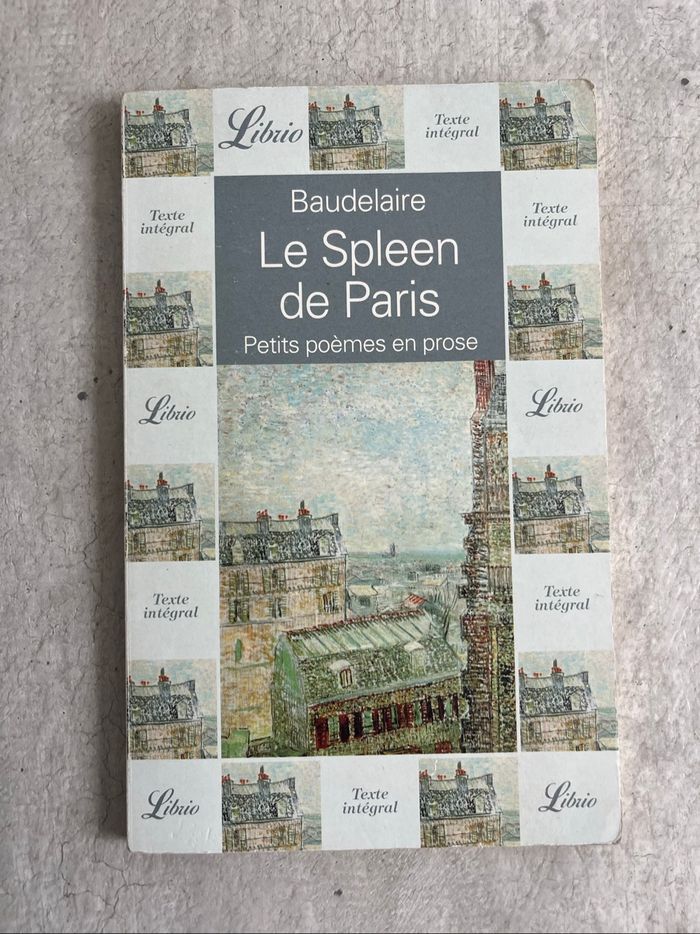 Librio
Texte
intégral
Texte
intégral
Baudelaire
Le Spleen
de Paris
Petits poèmes en prose
Texte
intégral
Librio
Librio
Texte
intégral
Texte
intégral
Librio
Texte
intégral
Librio